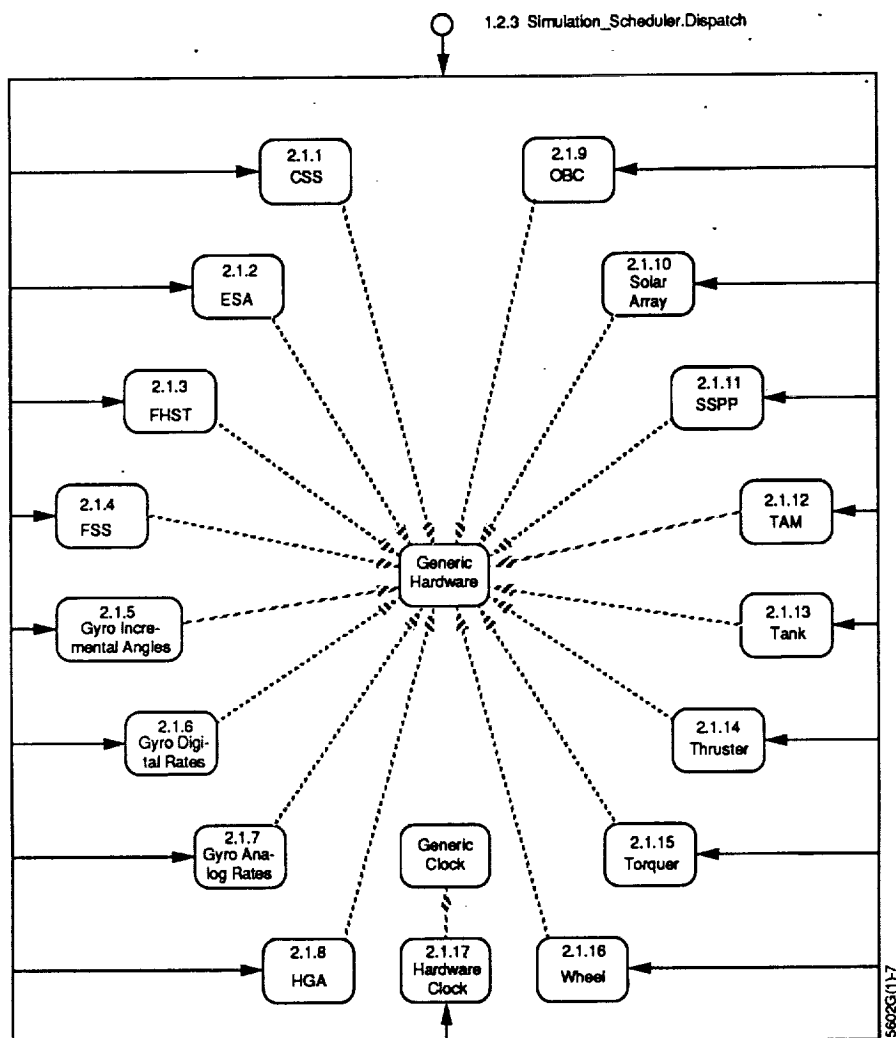 1.2.3 Simulation_Scheduler.Dispatch
2.1.1
CSS
2.1.9
OBC
2.1.2
ESA
2.1.10
Solar
Array
2.1.3
FHST
2.1.11
SSPP
2.1.4
FSS
2.1.12
TAM
Generic
Hardware
2.1.5
Gyro Incre-
mental Angles
2.1.13
Tank
2.1.6
Gyro Digi-
tal Rates
2.1.14
Thruster
2.1.7
Gyro Ana-
log Rates
Generic
Clock
2.1.15
Torquer
2.1.8
HGA
2.1.17
Hardware
Clock
2.1.16
Wheel
5602G(1)-7